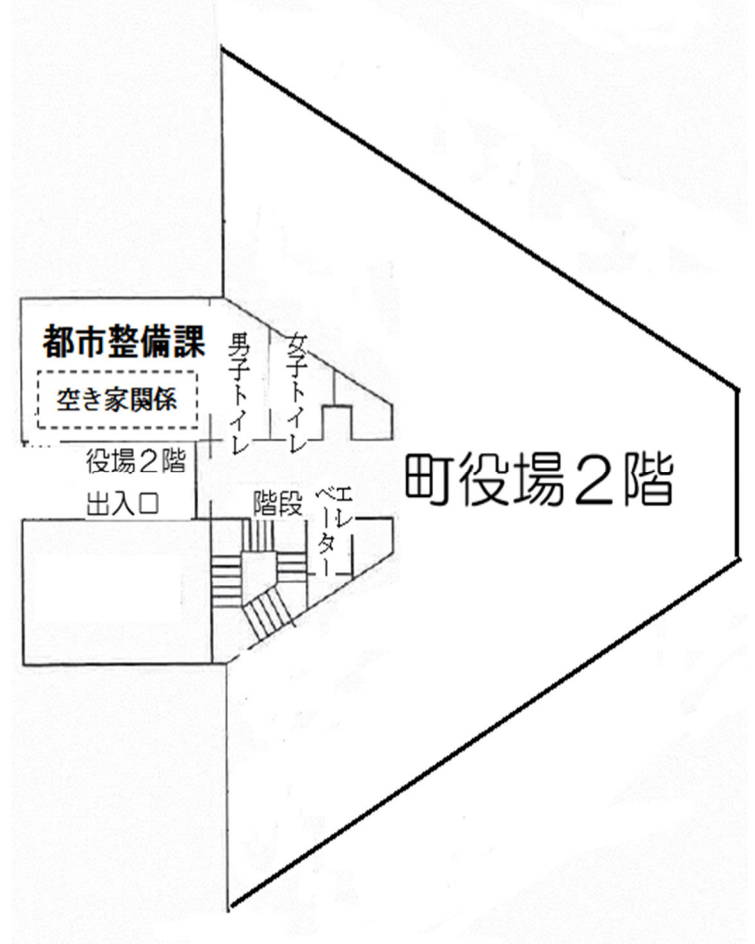 都市整備課
空き家関係
男子トイレ
女子トイレ
役場２階
出入口
階段
エレ
ベーター
町役場２階